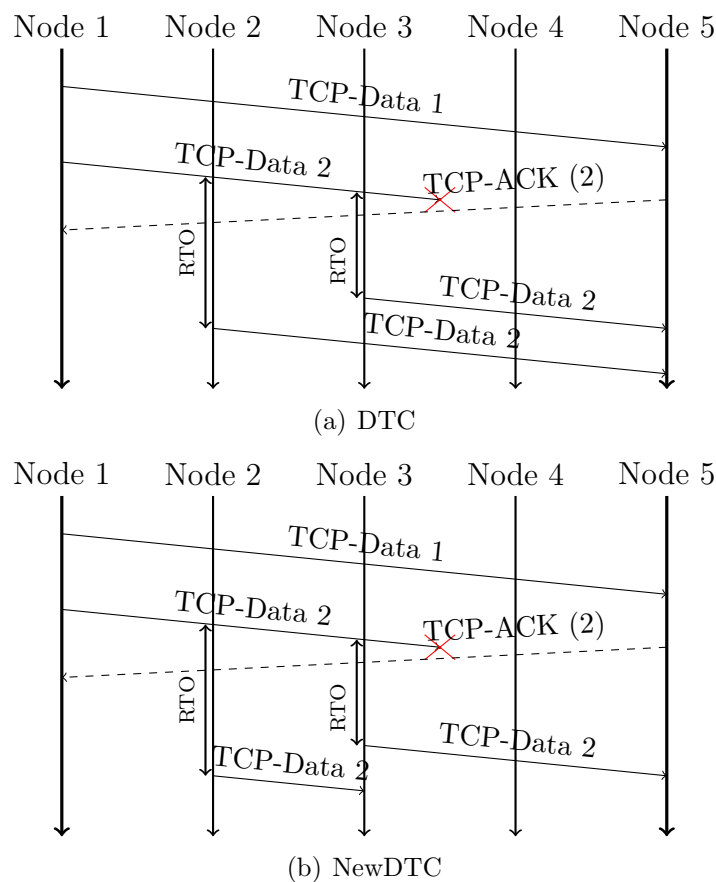 Node 1 Node 2 Node 3 Node 4 Node 5
TCP-Data 1
TCP-Data 2
TCP-ACK (2)
RTO
RTO
TCP-Data 2
TCP-Data 2
(a) DTC
Node 1 Node 2 Node 3 Node 4 Node 5
TCP-Data 1
TCP-Data 2
TCP-ACK (2)
RTO
RTO
TCP-Data 2
TCP-Data 2
(b) NewDTC